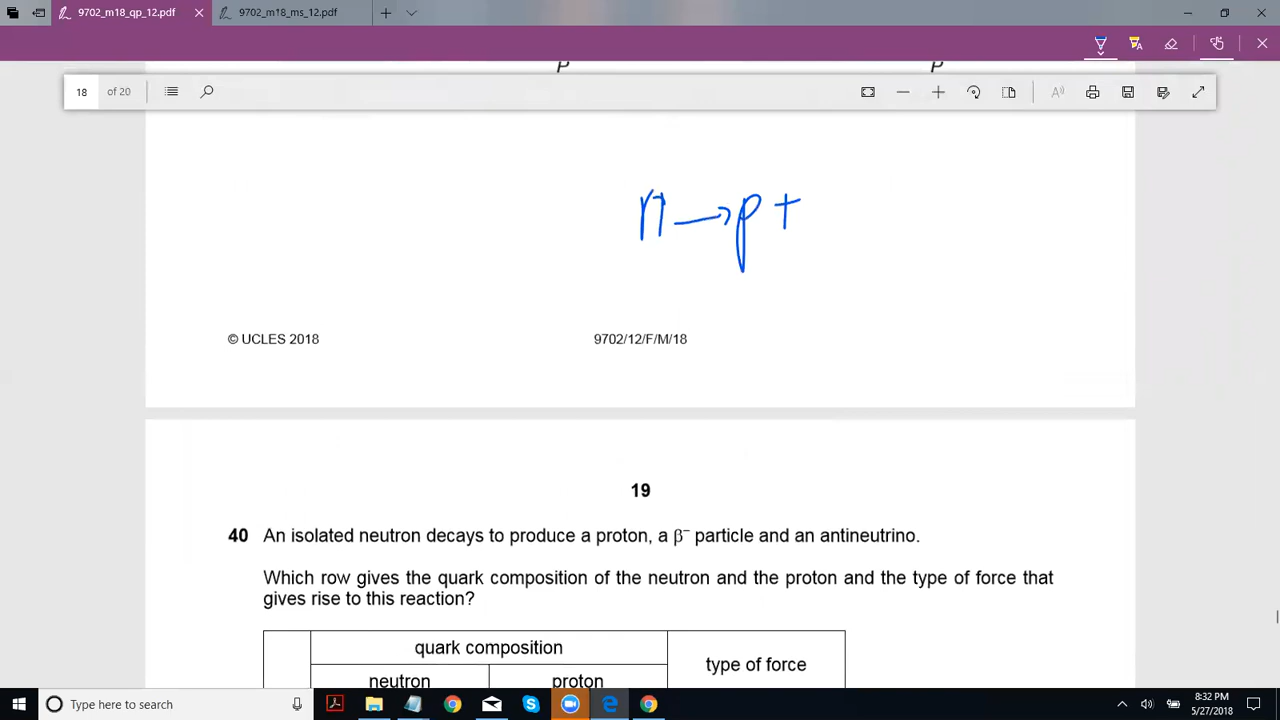 9702_m18_qp_12.pdf
9702_m18_ms_12.pdf
P P
18 of 20
n → p +
© UCLES 2018 9702/12/F/M/18
19
40 An isolated neutron decays to produce a proton, a β⁻ particle and an antineutrino.
Which row gives the quark composition of the neutron and the proton and the type of force that
gives rise to this reaction?
quark composition
type of force
neutron proton
Type here to search
8:32 PM
5/27/2018